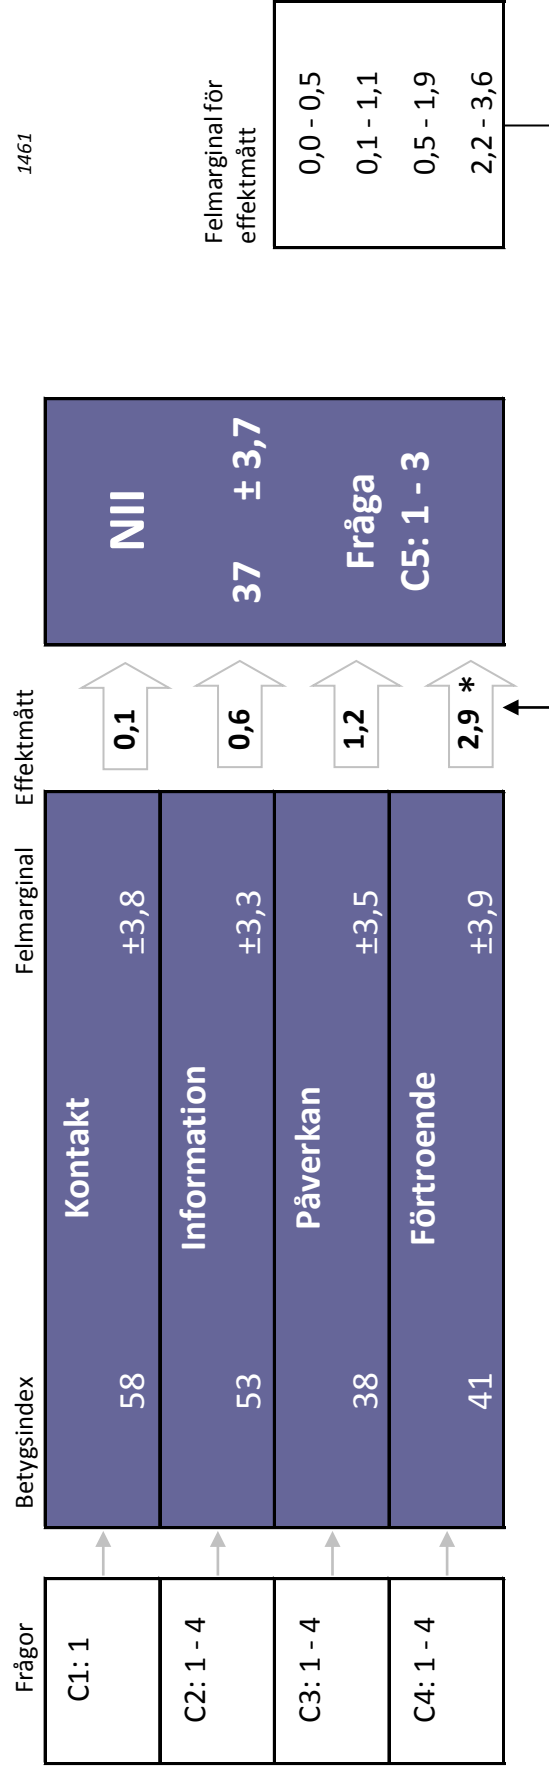 1461
Frågor
Betygsindex
Felmarginal
Effektmått
Felmarginal för
effektmått
C1: 1
Kontakt
58
±3,8
0,1
0,0 - 0,5
C2: 1 - 4
Information
53
±3,3
0,6
0,1 - 1,1
C3: 1 - 4
Påverkan
38
±3,5
1,2
0,5 - 1,9
C4: 1 - 4
Förtroende
41
±3,9
2,9 *
2,2 - 3,6
NII
37 ± 3,7
Fråga
C5: 1 - 3